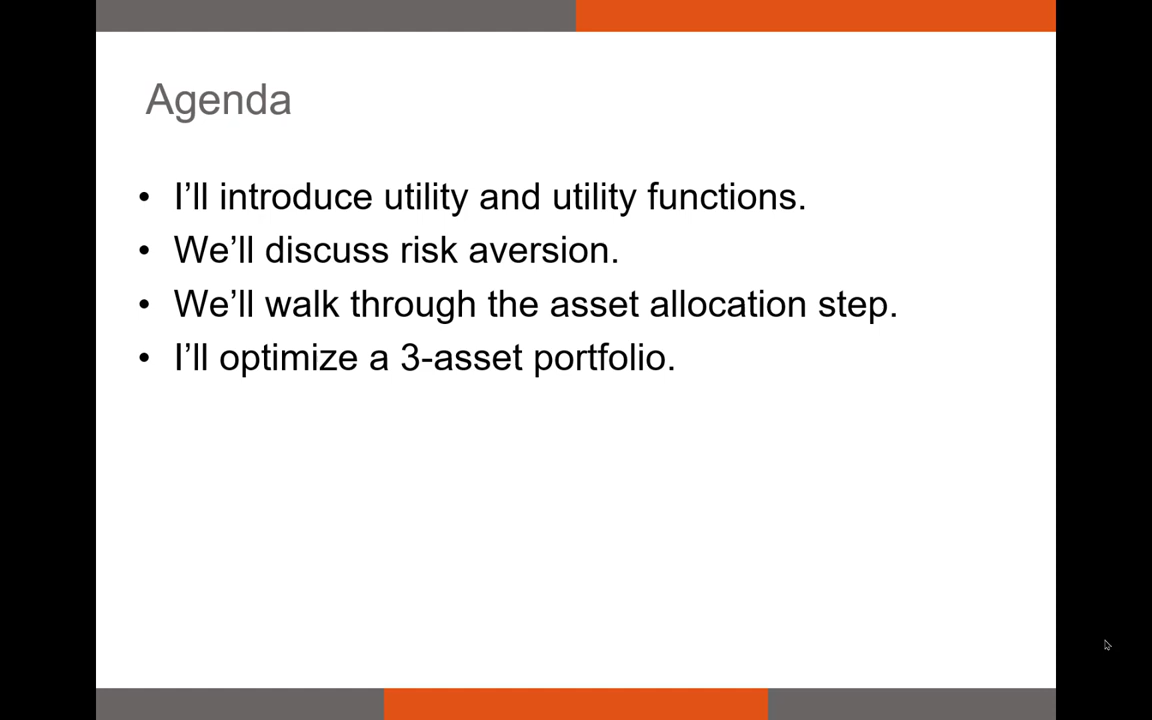 Agenda
• I’ll introduce utility and utility functions.
• We’ll discuss risk aversion.
• We’ll walk through the asset allocation step.
• I’ll optimize a 3-asset portfolio.